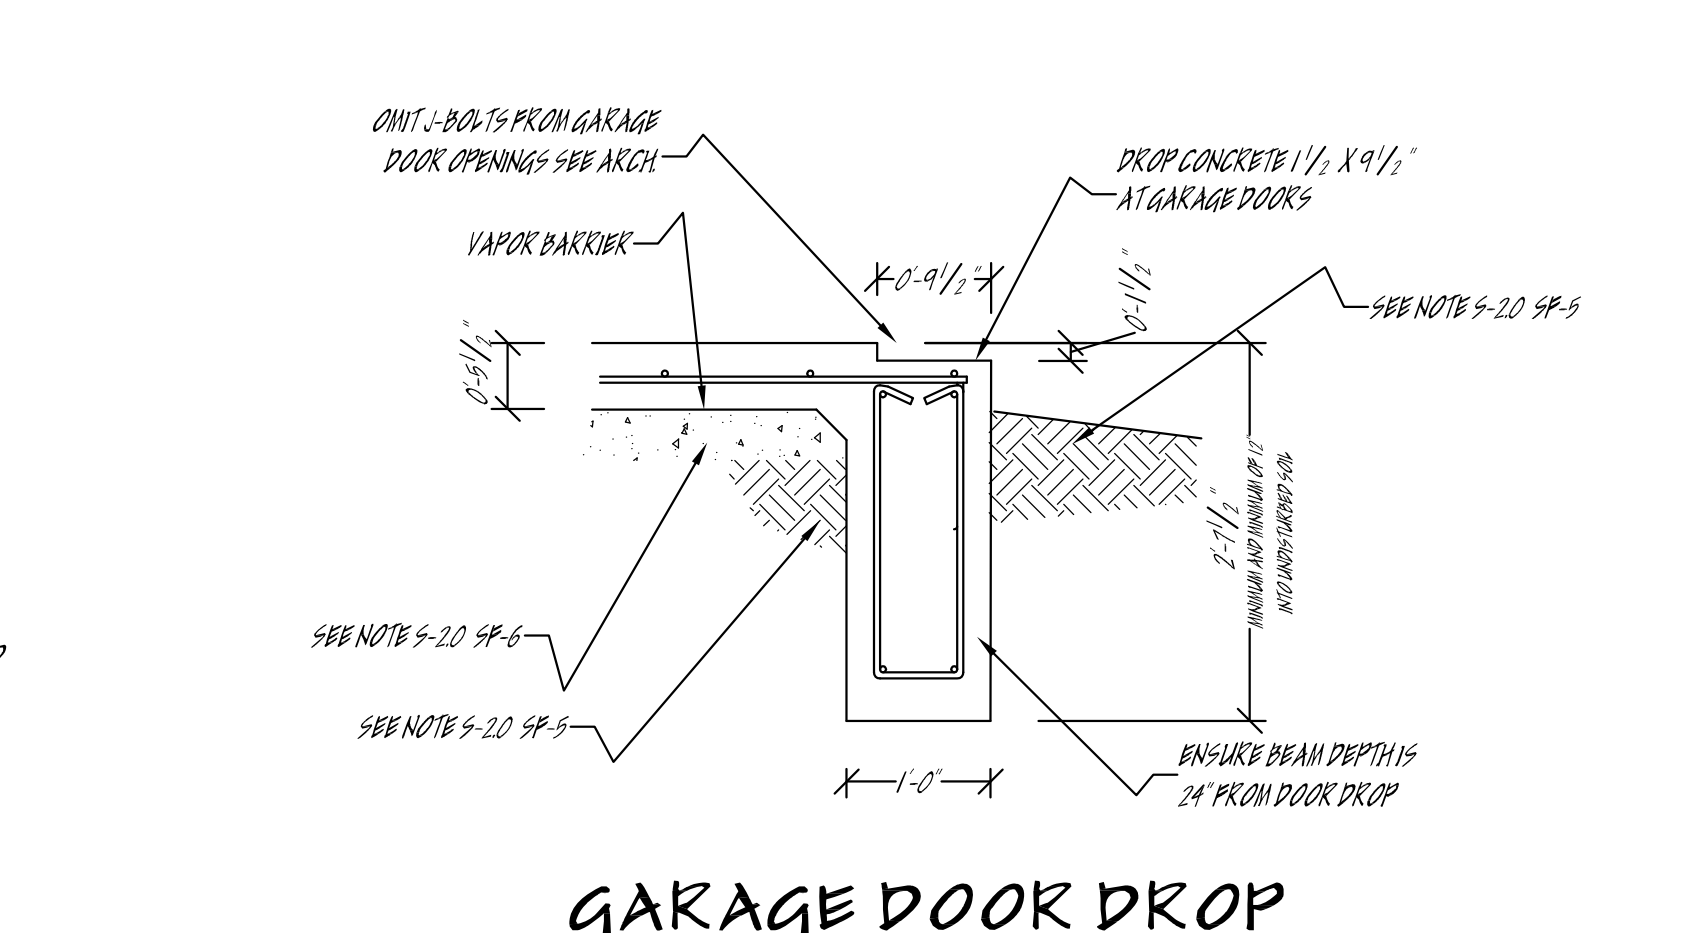 OMIT J-BOLTS FROM GARAGE
DOOR OPENINGS SEE ARCH.
DROP CONCRETE 1 1/2 X 9 1/2"
AT GARAGE DOORS
VAPOR BARRIER
0'-9 1/2"
0'-1 1/2"
SEE NOTE S-2.0 SF-5
0'-5 1/2"
2'-7 1/2"
MINIMUM AND MINIMUM OF 12"
INTO UNDISTURBED SOIL
SEE NOTE S-2.0 SF-6
SEE NOTE S-2.0 SF-5
1'-0"
ENSURE BEAM DEPTH IS
24" FROM DOOR DROP
GARAGE DOOR DROP